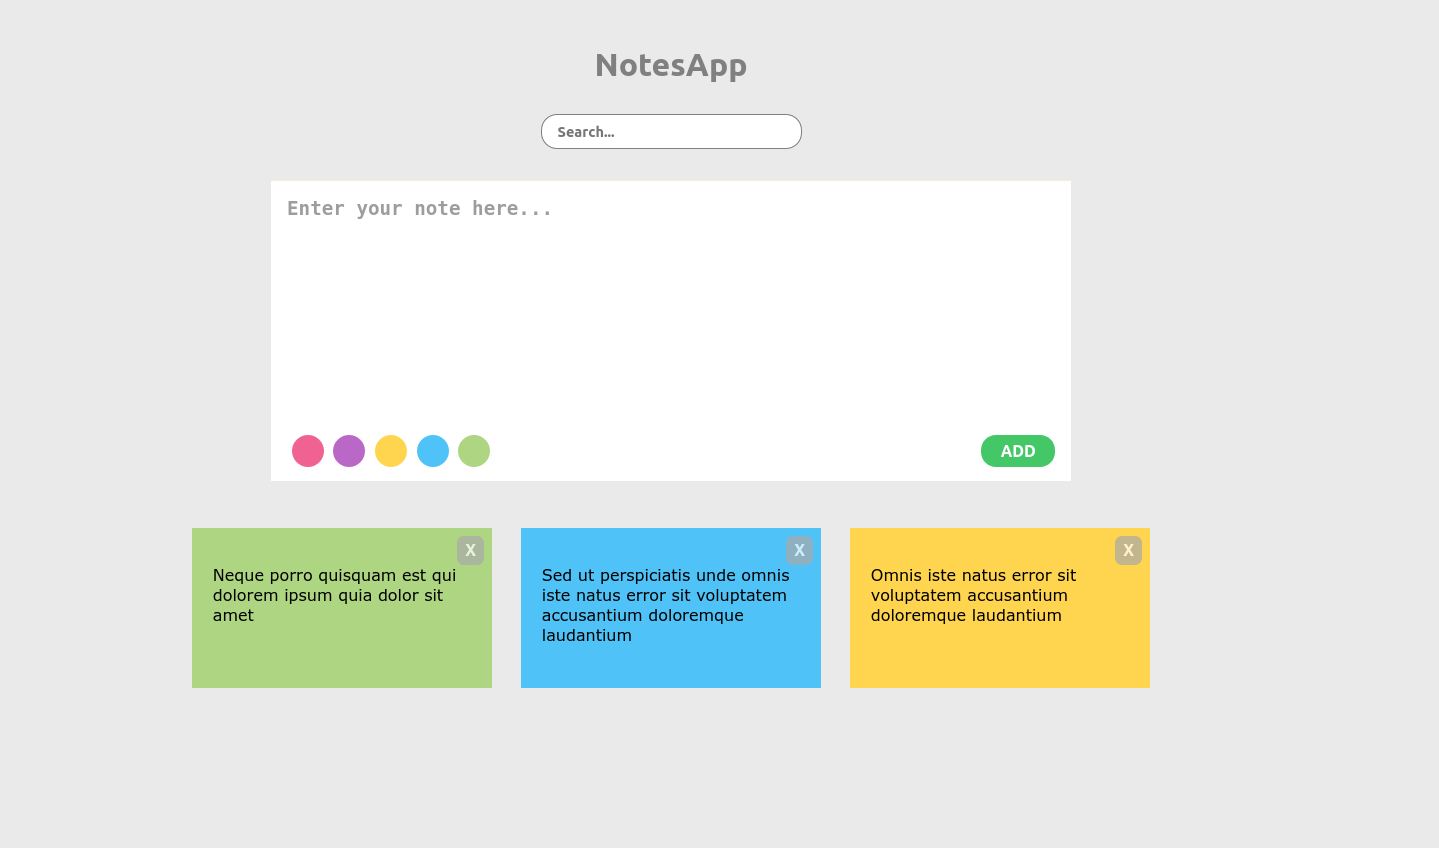 NotesApp
Search...
Enter your note here...
ADD
X
Neque porro quisquam est qui
dolorem ipsum quia dolor sit
amet
X
Sed ut perspiciatis unde omnis
iste natus error sit voluptatem
accusantium doloremque
laudantium
X
Omnis iste natus error sit
voluptatem accusantium
doloremque laudantium